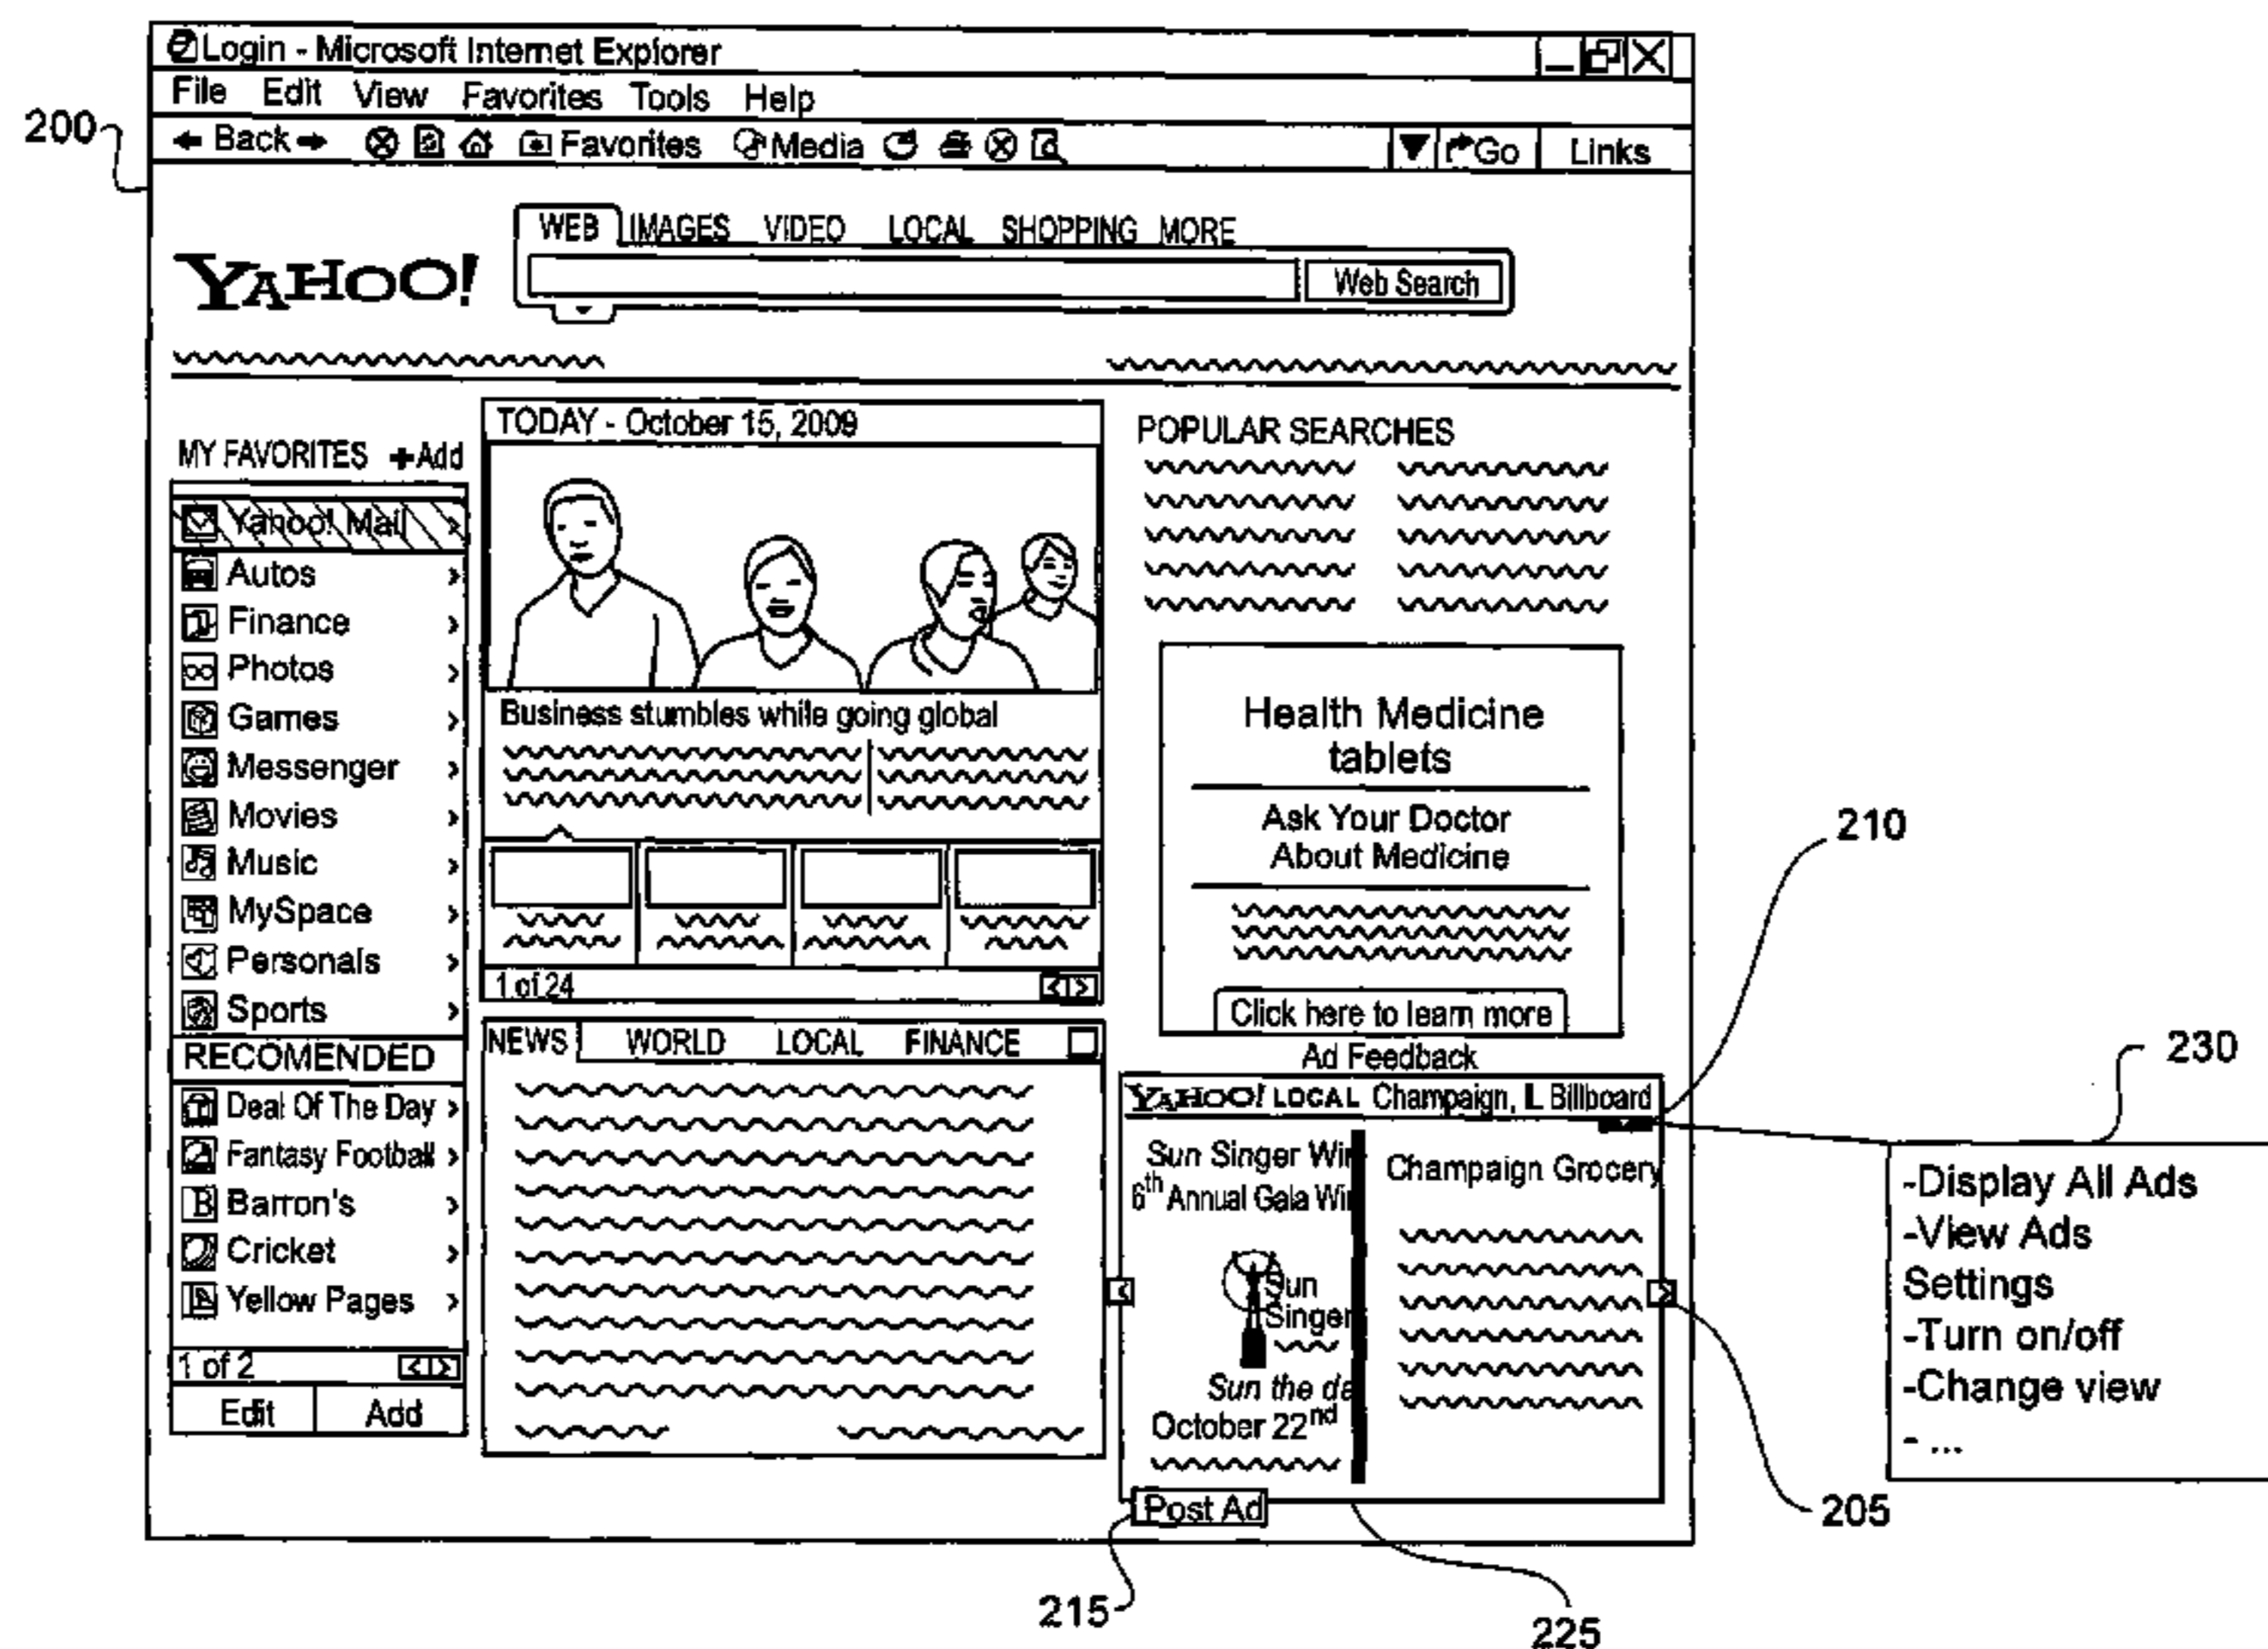 Login - Microsoft Internet Explorer
File Edit View Favorites Tools Help
200
Back Favorites Media Go Links
WEB IMAGES VIDEO LOCAL SHOPPING MORE
YAHOO!
Web Search
MY FAVORITES +Add
Yahoo! Mail
Autos
Finance
Photos
Games
Messenger
Movies
Music
MySpace
Personals
Sports
RECOMENDED
Deal Of The Day
Fantasy Football
Barron's
Cricket
Yellow Pages
1 of 2
Edit Add
TODAY - October 15, 2009
Business stumbles while going global
1 of 24
NEWS WORLD LOCAL FINANCE
POPULAR SEARCHES
Health Medicine
tablets
Ask Your Doctor
About Medicine
Click here to learn more
Ad Feedback
YAHOO! LOCAL Champaign, IL Billboard
Sun Singer Win
6th Annual Gala Win
Sun
Singer
Sun the da
October 22nd
Champaign Grocery
Post Ad
210
230
-Display All Ads
-View Ads
Settings
-Turn on/off
-Change view
- ...
205
215
225